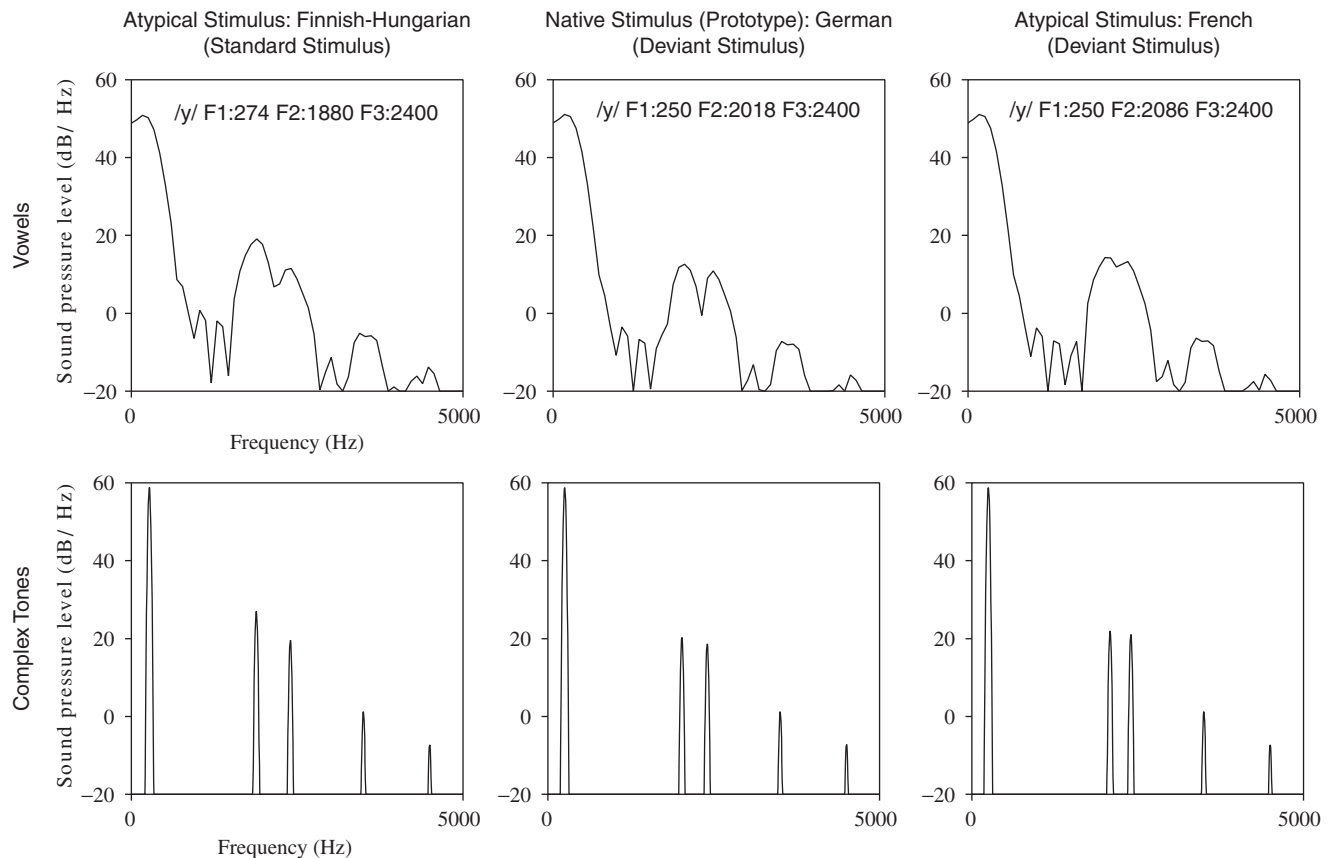 Atypical Stimulus: Finnish-Hungarian
(Standard Stimulus)
Native Stimulus (Prototype): German
(Deviant Stimulus)
Atypical Stimulus: French
(Deviant Stimulus)
Vowels
Sound pressure level (dB/ Hz)
60
40
20
0
–20
/y/ F1:274 F2:1880 F3:2400
0
5000
Frequency (Hz)
60
40
20
0
–20
/y/ F1:250 F2:2018 F3:2400
0
5000
60
40
20
0
–20
/y/ F1:250 F2:2086 F3:2400
0
5000
Complex Tones
Sound pressure level (dB/ Hz)
60
40
20
0
–20
0
5000
Frequency (Hz)
60
40
20
0
–20
0
5000
60
40
20
0
–20
0
5000